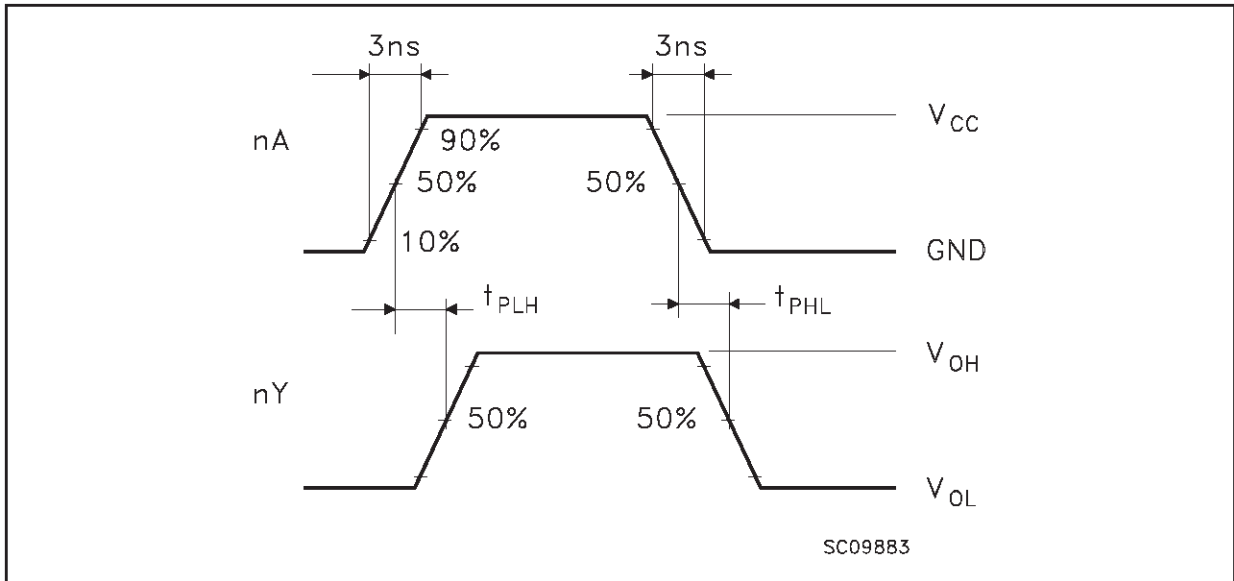 3ns 3ns
V_CC
nA
90%
50% 50%
10%
GND
t_PLH t_PHL
V_OH
nY
50% 50%
V_OL
SC09883